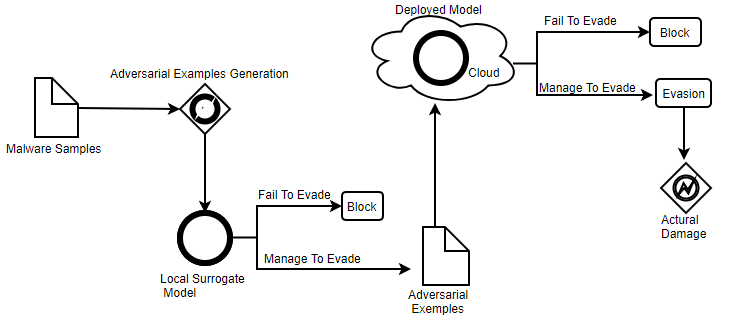 Deployed Model
Fail To Evade
Block
Cloud
Adversarial Examples Generation
Manage To Evade
Evasion
Malware Samples
Fail To Evade
Block
Actural
Damage
Manage To Evade
Local Surrogate
Model
Adversarial
Exemples